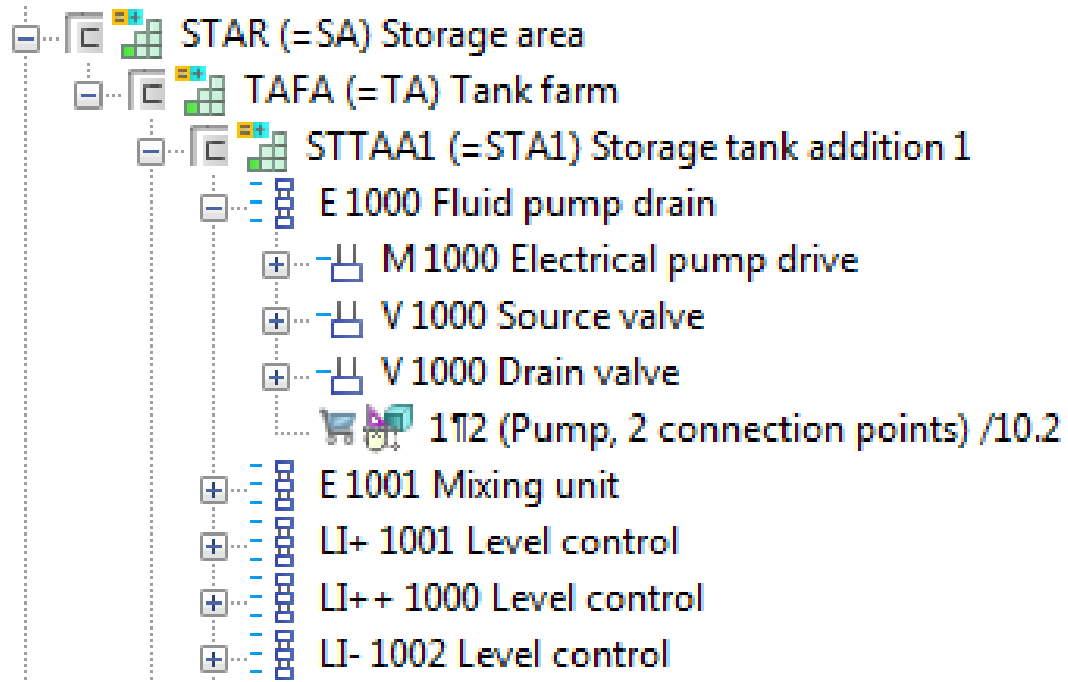 STAR (=SA) Storage area
TAFA (=TA) Tank farm
STTAA1 (=STA1) Storage tank addition 1
E 1000 Fluid pump drain
M 1000 Electrical pump drive
V 1000 Source valve
V 1000 Drain valve
1¶2 (Pump, 2 connection points) /10.2
E 1001 Mixing unit
LI+ 1001 Level control
LI++ 1000 Level control
LI- 1002 Level control